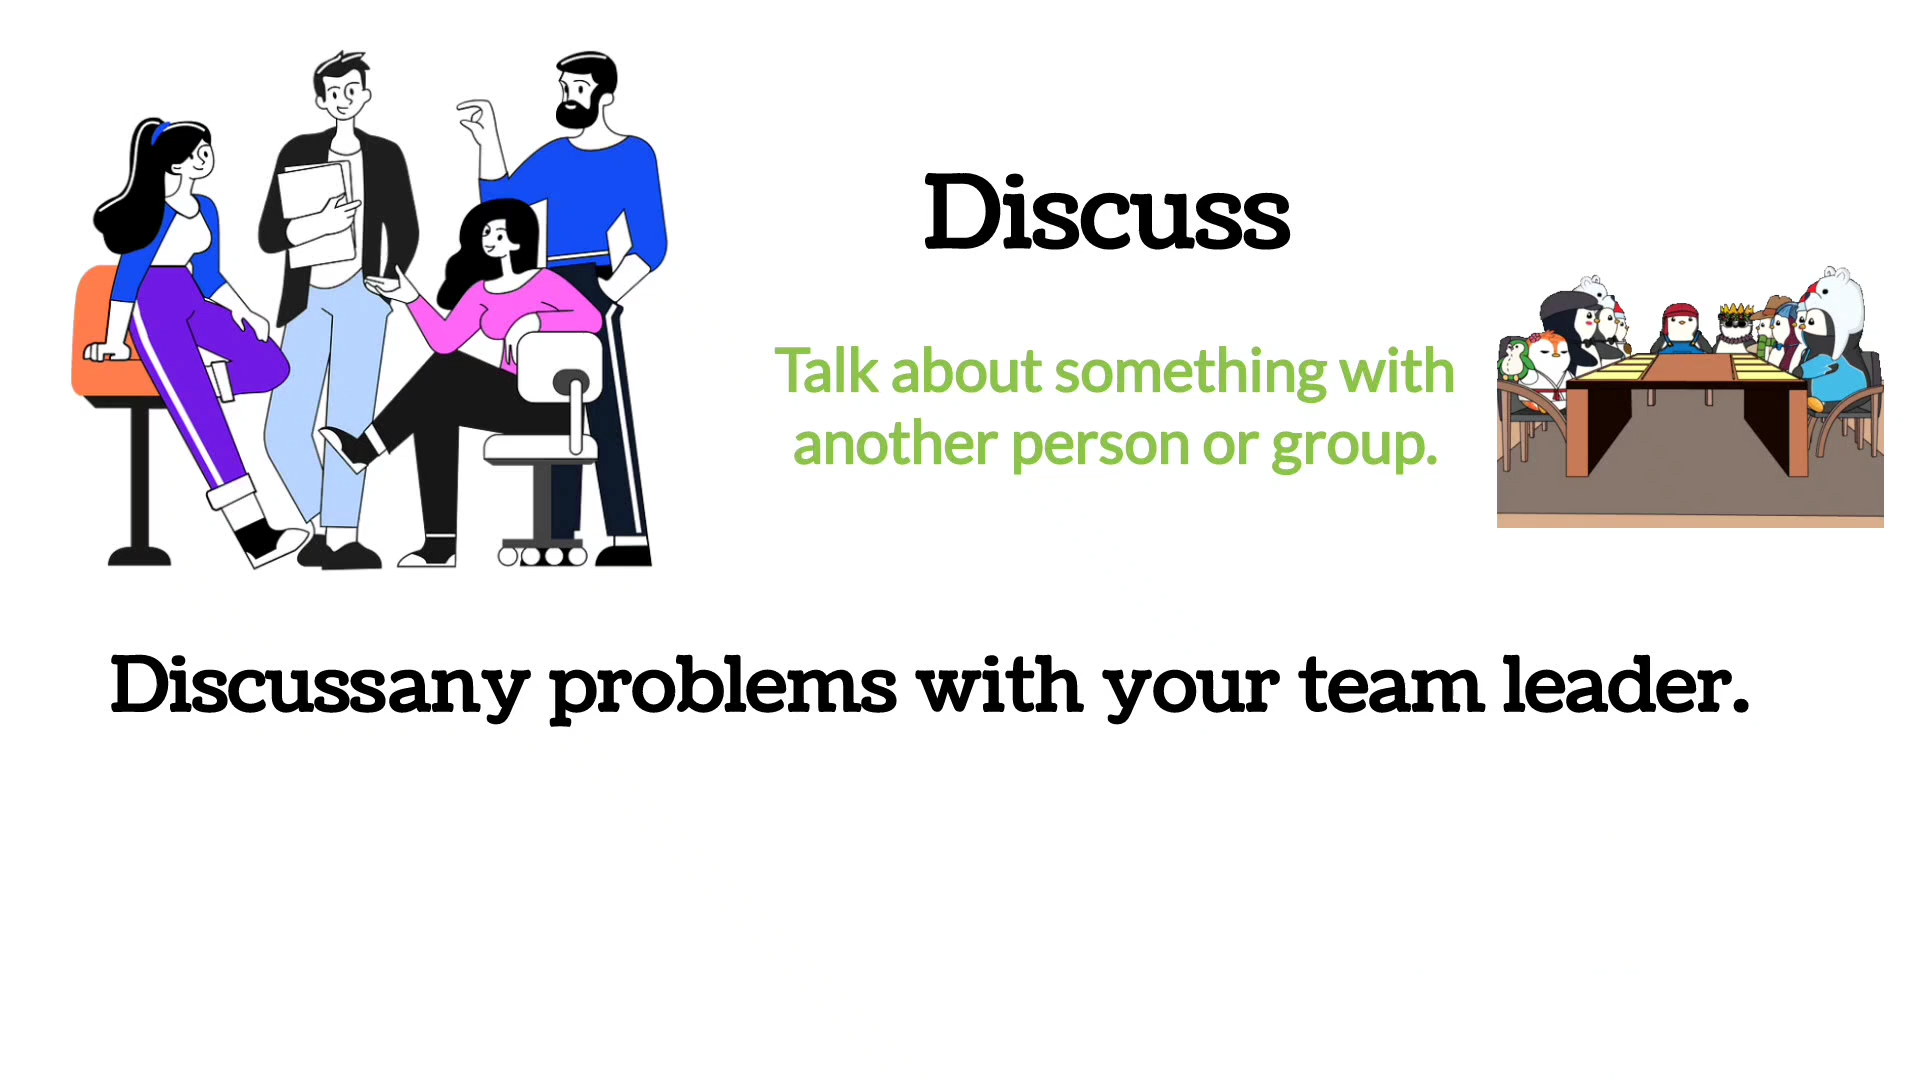 Discuss
Talk about something with
another person or group.
Discussany problems with your team leader.